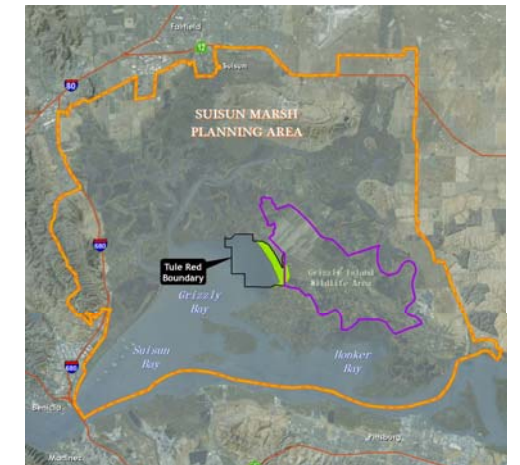 Fairfield
12
Suisun
80
SUISUN MARSH
PLANNING AREA
680
Tule Red
Boundary
Grizzly Island
Wildlife Area
Grizzly
Bay
Suisun
Bay
Honker
Bay
680
Benicia
Pittsburg
Martinez